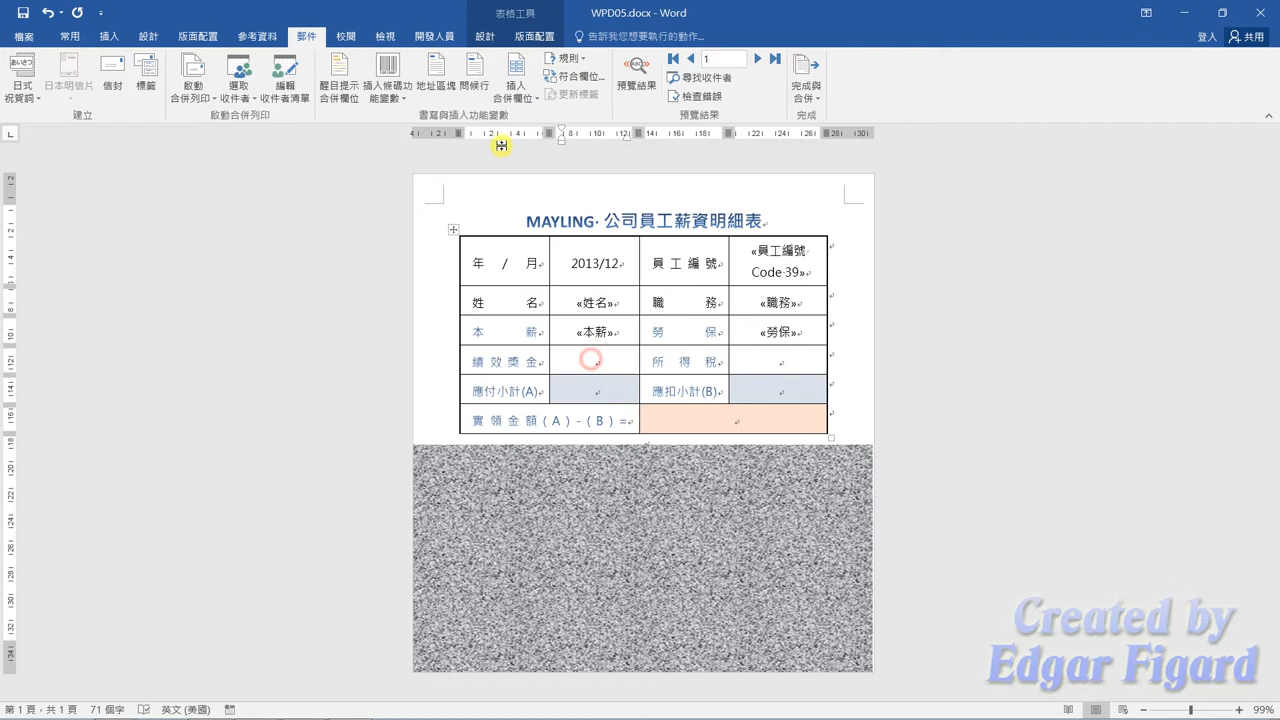 表格工具
WPD05.docx - Word
檔案 常用 插入 設計 版面配置 參考資料 郵件 校閱 檢視 開發人員 設計 版面配置 告訴我您想要執行的動作... 登入 共用
あいさつ
日式
祝賀詞
日本明信片
信封
標籤
建立
啟動
合併列印
選取
收件者
編輯
收件者清單
啟動合併列印
醒目提示
合併欄位
插入條碼功
能變數
地址區塊
問候行
插入
合併欄位
規則
符合欄位...
更新標籤
書寫與插入功能變數
ABC
預覽結果
1
尋找收件者
檢查錯誤
預覽結果
完成與
合併
完成
MAYLING· 公司員工薪資明細表
年 / 月 2013/12 員工編號 «員工編號·
Code·39»
姓 名 «姓名» 職 務 «職務»
本 薪 «本薪» 勞 保 «勞保»
績效獎金 所得稅
應付小計(A) 應扣小計(B)
實領金額(A)-(B)=
Created by
Edgar Figard
第 1 頁，共 1 頁 71 個字 英文 (美國) 99%